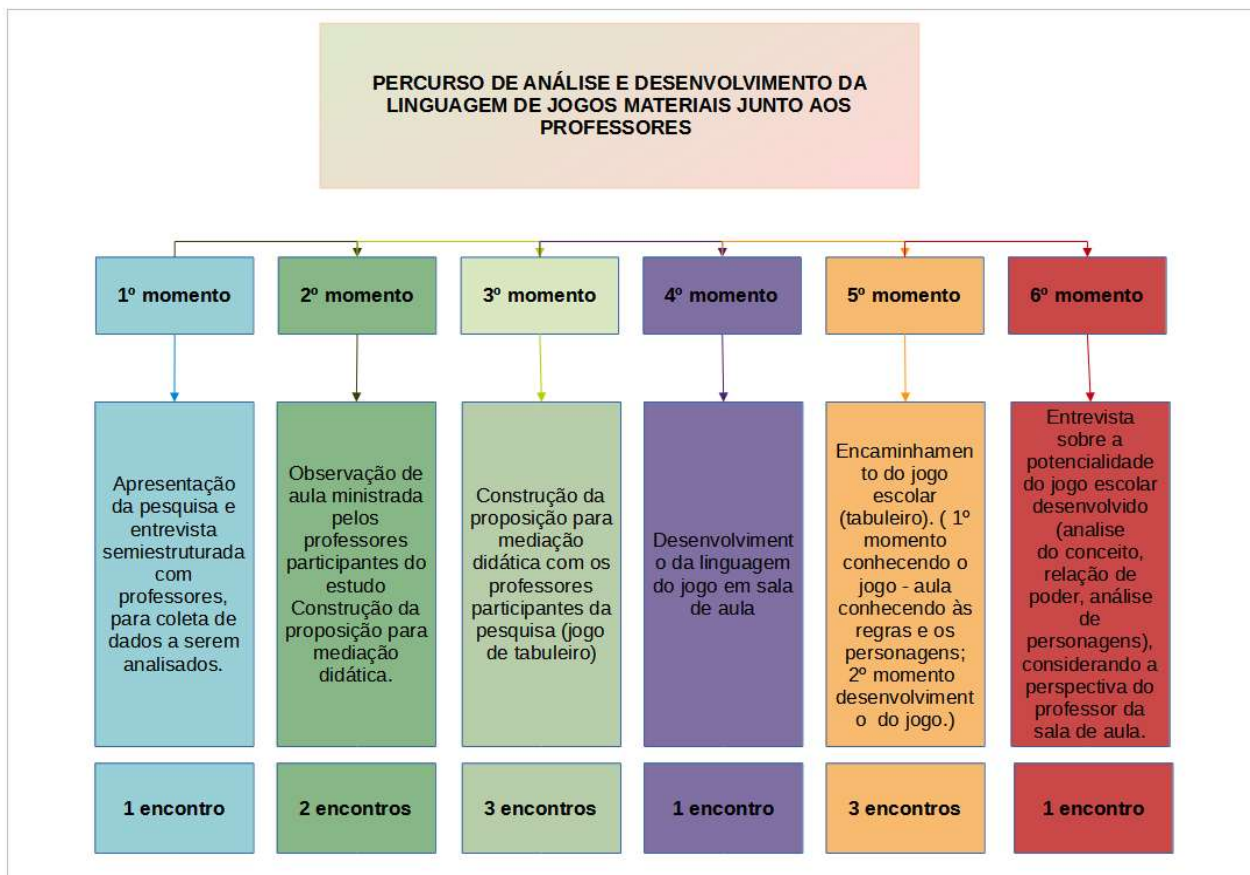 PERCURSO DE ANÁLISE E DESENVOLVIMENTO DA
LINGUAGEM DE JOGOS MATERIAIS JUNTO AOS
PROFESSORES
1º momento
2º momento
3º momento
4º momento
5º momento
6º momento
Apresentação
da pesquisa e
entrevista
semiestruturada
com
professores,
para coleta de
dados a serem
analisados.
Observação de
aula ministrada
pelos
professores
participantes do
estudo
Construção da
proposição para
mediação
didática.
Construção da
proposição para
mediação
didática com os
professores
participantes da
pesquisa (jogo
de tabuleiro)
Desenvolviment
o da linguagem
do jogo em sala
de aula
Encaminhamen
to do jogo
escolar
(tabuleiro). ( 1º
momento
conhecendo o
jogo - aula
conhecendo às
regras e os
personagens;
2º momento
desenvolviment
o do jogo.)
Entrevista
sobre a
potencialidade
do jogo escolar
desenvolvido
(analise
do conceito,
relação de
poder, análise
de
personagens),
considerando a
perspectiva do
professor da
sala de aula.
1 encontro
2 encontros
3 encontros
1 encontro
3 encontros
1 encontro